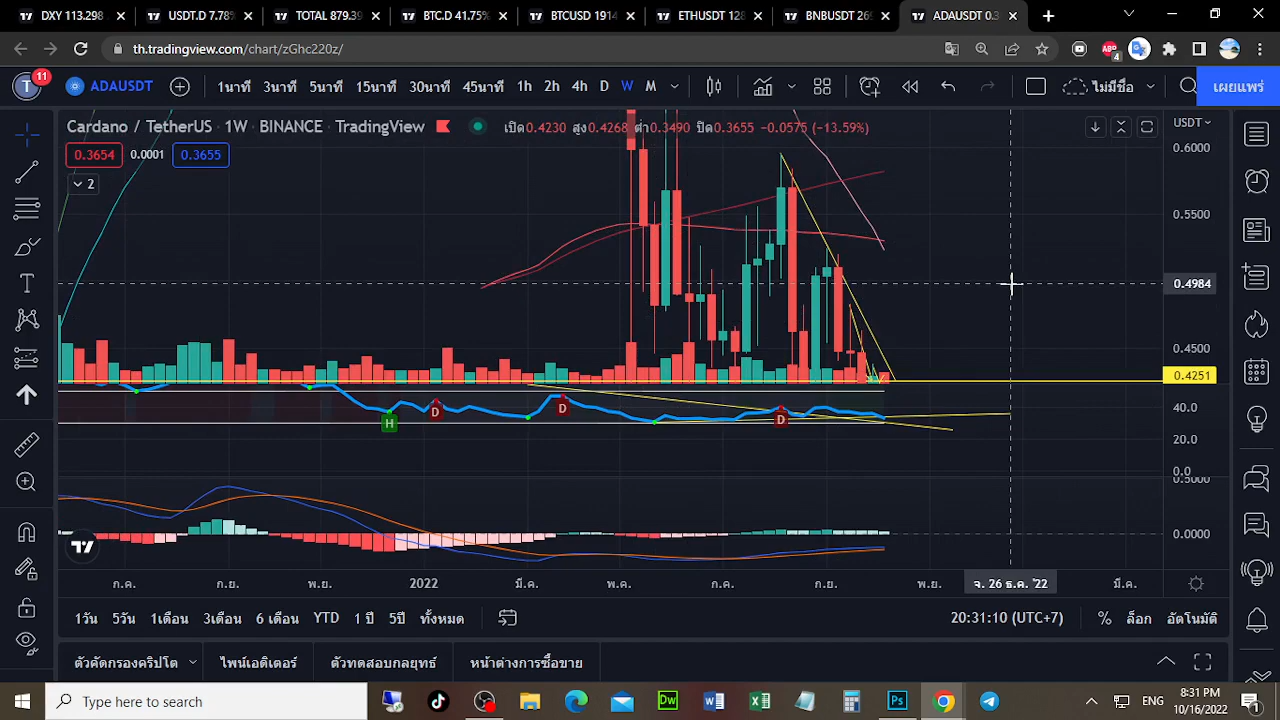 DXY 113.298
USDT.D 7.78%
TOTAL 879.39
BTC.D 41.75%
BTCUSD 1914
ETHUSDT 128
BNBUSDT 269
ADAUSDT 0.3
th.tradingview.com/chart/zGhc220z/
ABP 4
T 11 ADAUSDT 1นาที 3นาที 5นาที 15นาที 30นาที 45นาที 1h 2h 4h D W M ไม่มีชื่อ เผยแพร่
Cardano / TetherUS · 1W · BINANCE · TradingView เปิด0.4230 สูง0.4268 ต่ำ0.3490 ปิด0.3655 −0.0575 (−13.59%) USDT
0.3654 0.0001 0.3655
2
0.6000
0.5500
0.4984
0.4500
0.4251
40.0
20.0
0.0
0.5000
0.0000
H
D
D
D
ก.ค. ก.ย. พ.ย. 2022 มี.ค. พ.ค. ก.ค. ก.ย. พ.ย. จ. 26 ธ.ค. '22 มี.ค.
1วัน 5วัน 1เดือน 3เดือน 6 เดือน YTD 1 ปี 5ปี ทั้งหมด 20:31:10 (UTC+7) % ล็อก อัตโนมัติ
ตัวคัดกรองคริปโต ไพน์เอดิเตอร์ ตัวทดสอบกลยุทธ์ หน้าต่างการซื้อขาย
Type here to search Dw Ps ENG 8:31 PM
10/16/2022 1